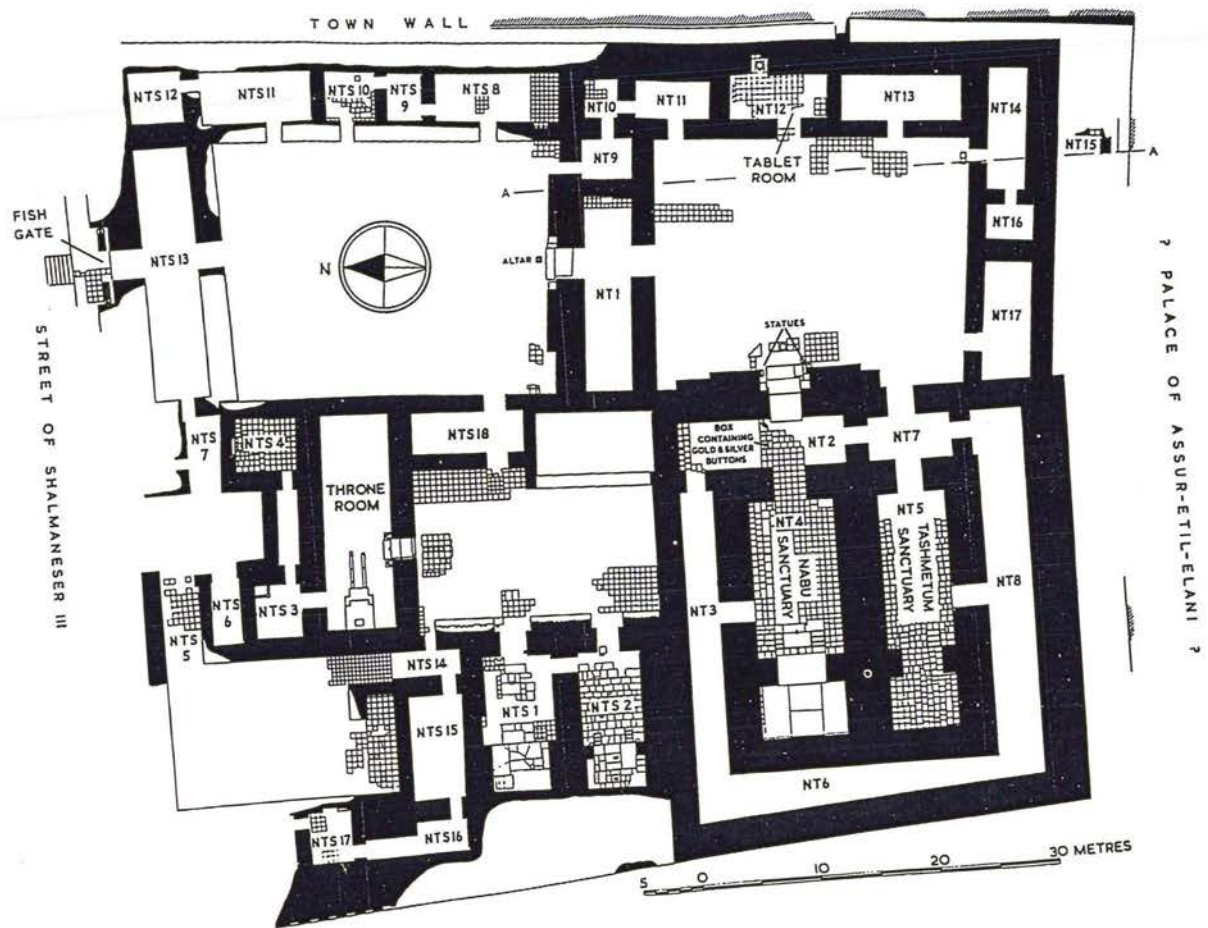 TOWN WALL
NTS 12
NTS 11
NTS 10
NTS
9
NTS 8
NT10
NT11
NT12
NT13
NT14
NT15
A
NT9
TABLET
ROOM
A
NT16
FISH
GATE
NTS 13
N
ALTAR
NT1
NT17
STATUES
STREET OF SHALMANESER III
? PALACE OF ASSUR-ETIL-ELANI ?
NTS
7
NTS 4
NTS18
BOX
CONTAINING
GOLD & SILVER
BUTTONS
NT2
NT7
THRONE
ROOM
NT4
NABU
SANCTUARY
NT5
TASHMETUM
SANCTUARY
NT8
NT3
NTS
5
NTS
6
NTS 3
NTS 14
NTS 1
NTS 2
NTS 15
NT6
NTS 17
NTS 16
5 0 10 20 30 METRES